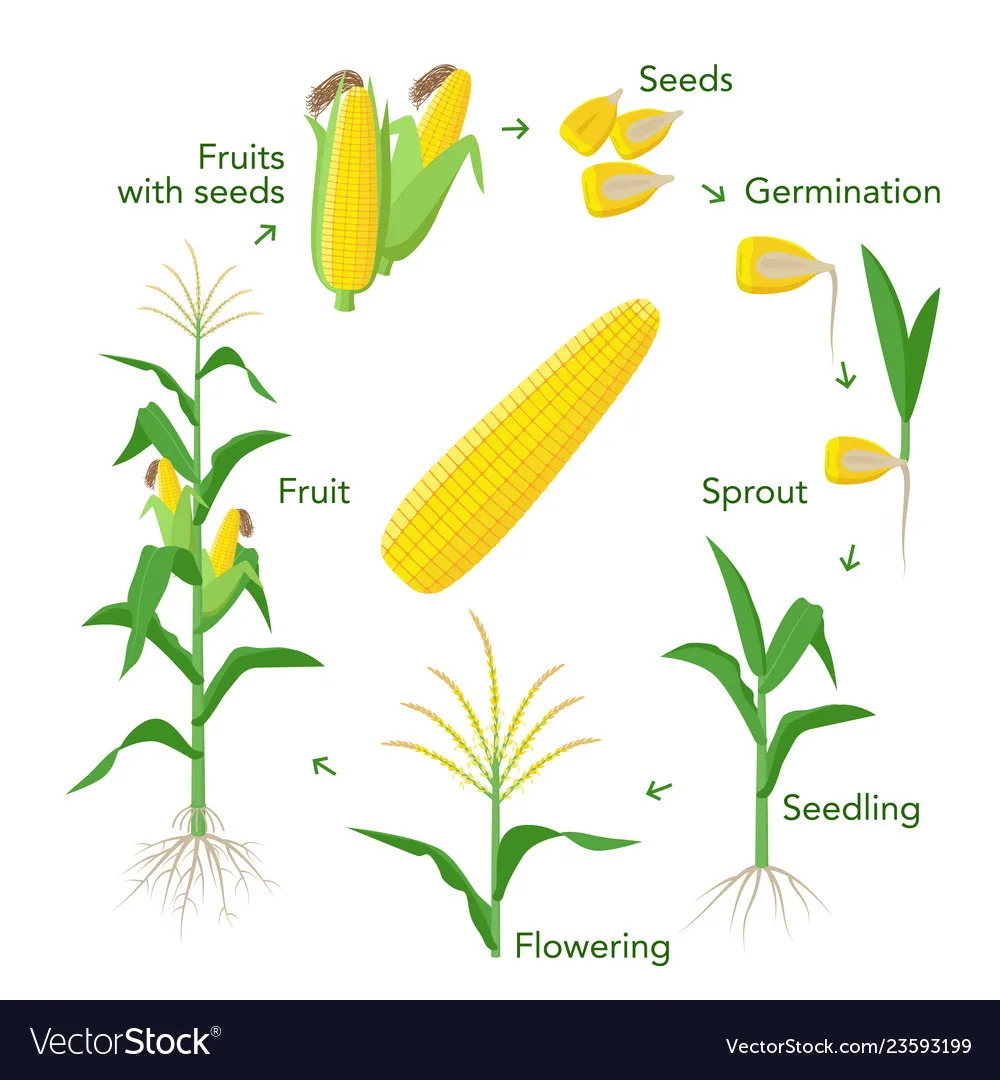 Seeds
Fruits
with seeds
Germination
Fruit
Sprout
Seedling
Flowering
VectorStock®
VectorStock.com/23593199